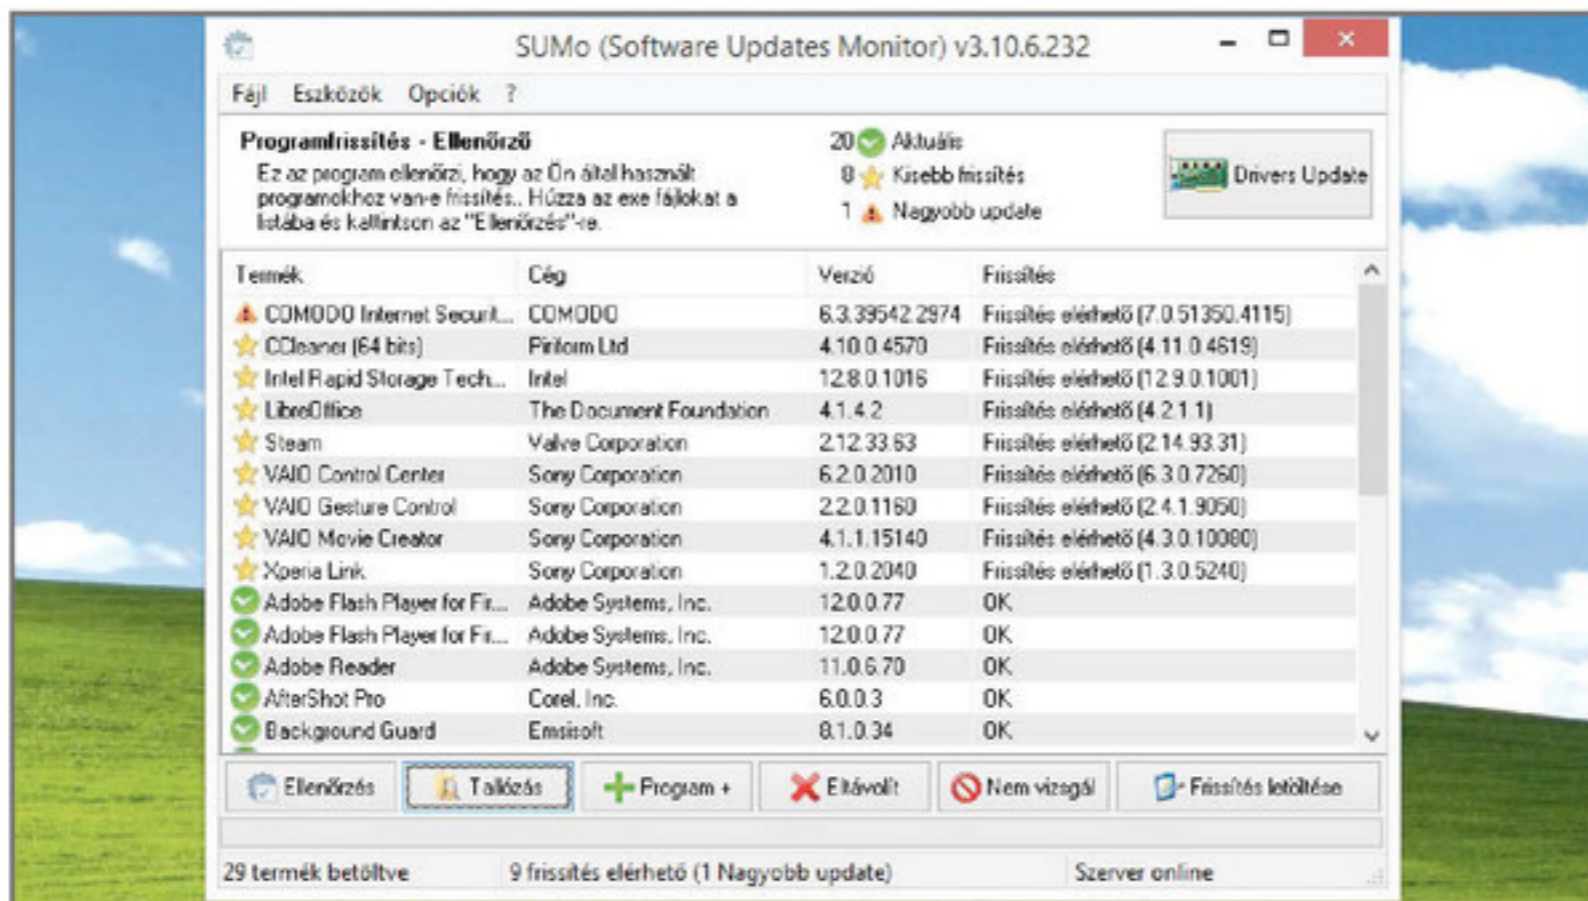 SUMo (Software Updates Monitor) v3.10.6.232
Fájl Eszközök Opciók ?
Programfrissítés - Ellenőrző
Ez az program ellenőrzi, hogy az Ön által használt
programokhoz van-e frissítés.. Húzza az exe fájlokat a
listába és kattintson az "Ellenőrzés"-re.
20 Aktuális
8 Kisebb frissítés
1 Nagyobb update
Drivers Update
Termék Cég Verzió Frissítés
COMODO Internet Securit... COMODO 6.3.39542.2974 Frissítés elérhető (7.0.51350.4115)
CCleaner (64 bits) Piriform Ltd 4.10.0.4570 Frissítés elérhető (4.11.0.4619)
Intel Rapid Storage Tech... Intel 12.8.0.1016 Frissítés elérhető (12.9.0.1001)
LibreOffice The Document Foundation 4.1.4.2 Frissítés elérhető (4.2.1.1)
Steam Valve Corporation 2.12.33.63 Frissítés elérhető (2.14.93.31)
VAIO Control Center Sony Corporation 6.2.0.2010 Frissítés elérhető (6.3.0.7260)
VAIO Gesture Control Sony Corporation 2.2.0.1160 Frissítés elérhető (2.4.1.9050)
VAIO Movie Creator Sony Corporation 4.1.1.15140 Frissítés elérhető (4.3.0.10080)
Xperia Link Sony Corporation 1.2.0.2040 Frissítés elérhető (1.3.0.5240)
Adobe Flash Player for Fir... Adobe Systems, Inc. 12.0.0.77 OK
Adobe Flash Player for Fir... Adobe Systems, Inc. 12.0.0.77 OK
Adobe Reader Adobe Systems, Inc. 11.0.6.70 OK
AfterShot Pro Corel, Inc. 6.0.0.3 OK
Background Guard Emsisoft 8.1.0.34 OK
Ellenőrzés Tallózás Program + Eltávolít Nem vizsgál Frissítés letöltése
29 termék betöltve 9 frissítés elérhető (1 Nagyobb update) Szerver online